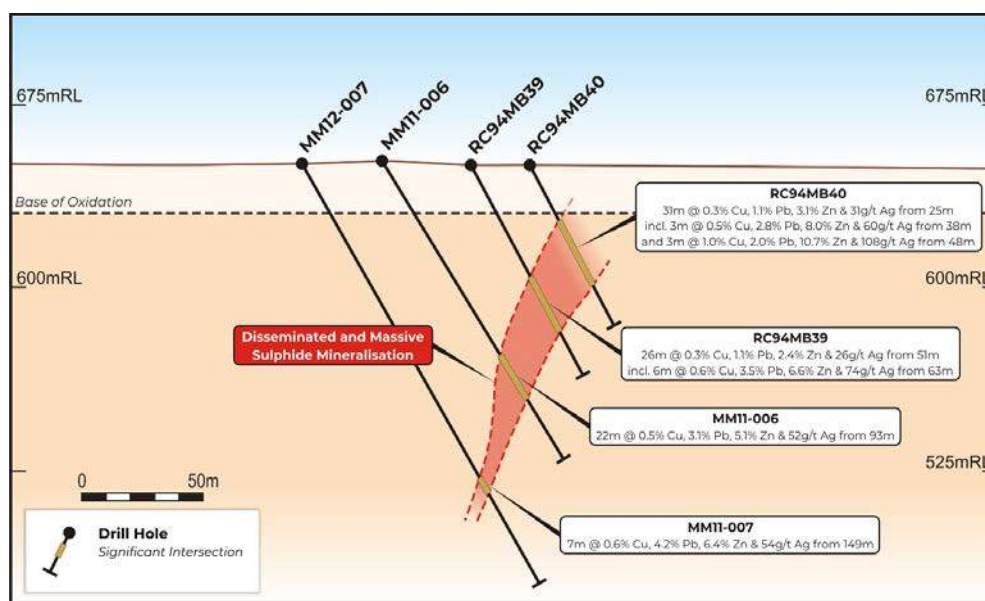 675mRL
675mRL
MM12-007
MM11-006
RC94MB39
RC94MB40
Base of Oxidation
RC94MB40
31m @ 0.3% Cu, 1.1% Pb, 3.1% Zn & 31g/t Ag from 25m
incl. 3m @ 0.5% Cu, 2.8% Pb, 8.0% Zn & 60g/t Ag from 38m
and 3m @ 1.0% Cu, 2.0% Pb, 10.7% Zn & 108g/t Ag from 48m
600mRL
600mRL
Disseminated and Massive
Sulphide Mineralisation
RC94MB39
26m @ 0.3% Cu, 1.1% Pb, 2.4% Zn & 26g/t Ag from 51m
incl. 6m @ 0.6% Cu, 3.5% Pb, 6.6% Zn & 74g/t Ag from 63m
MM11-006
22m @ 0.5% Cu, 3.1% Pb, 5.1% Zn & 52g/t Ag from 93m
525mRL
0 50m
MM11-007
7m @ 0.6% Cu, 4.2% Pb, 6.4% Zn & 54g/t Ag from 149m
Drill Hole
Significant Intersection